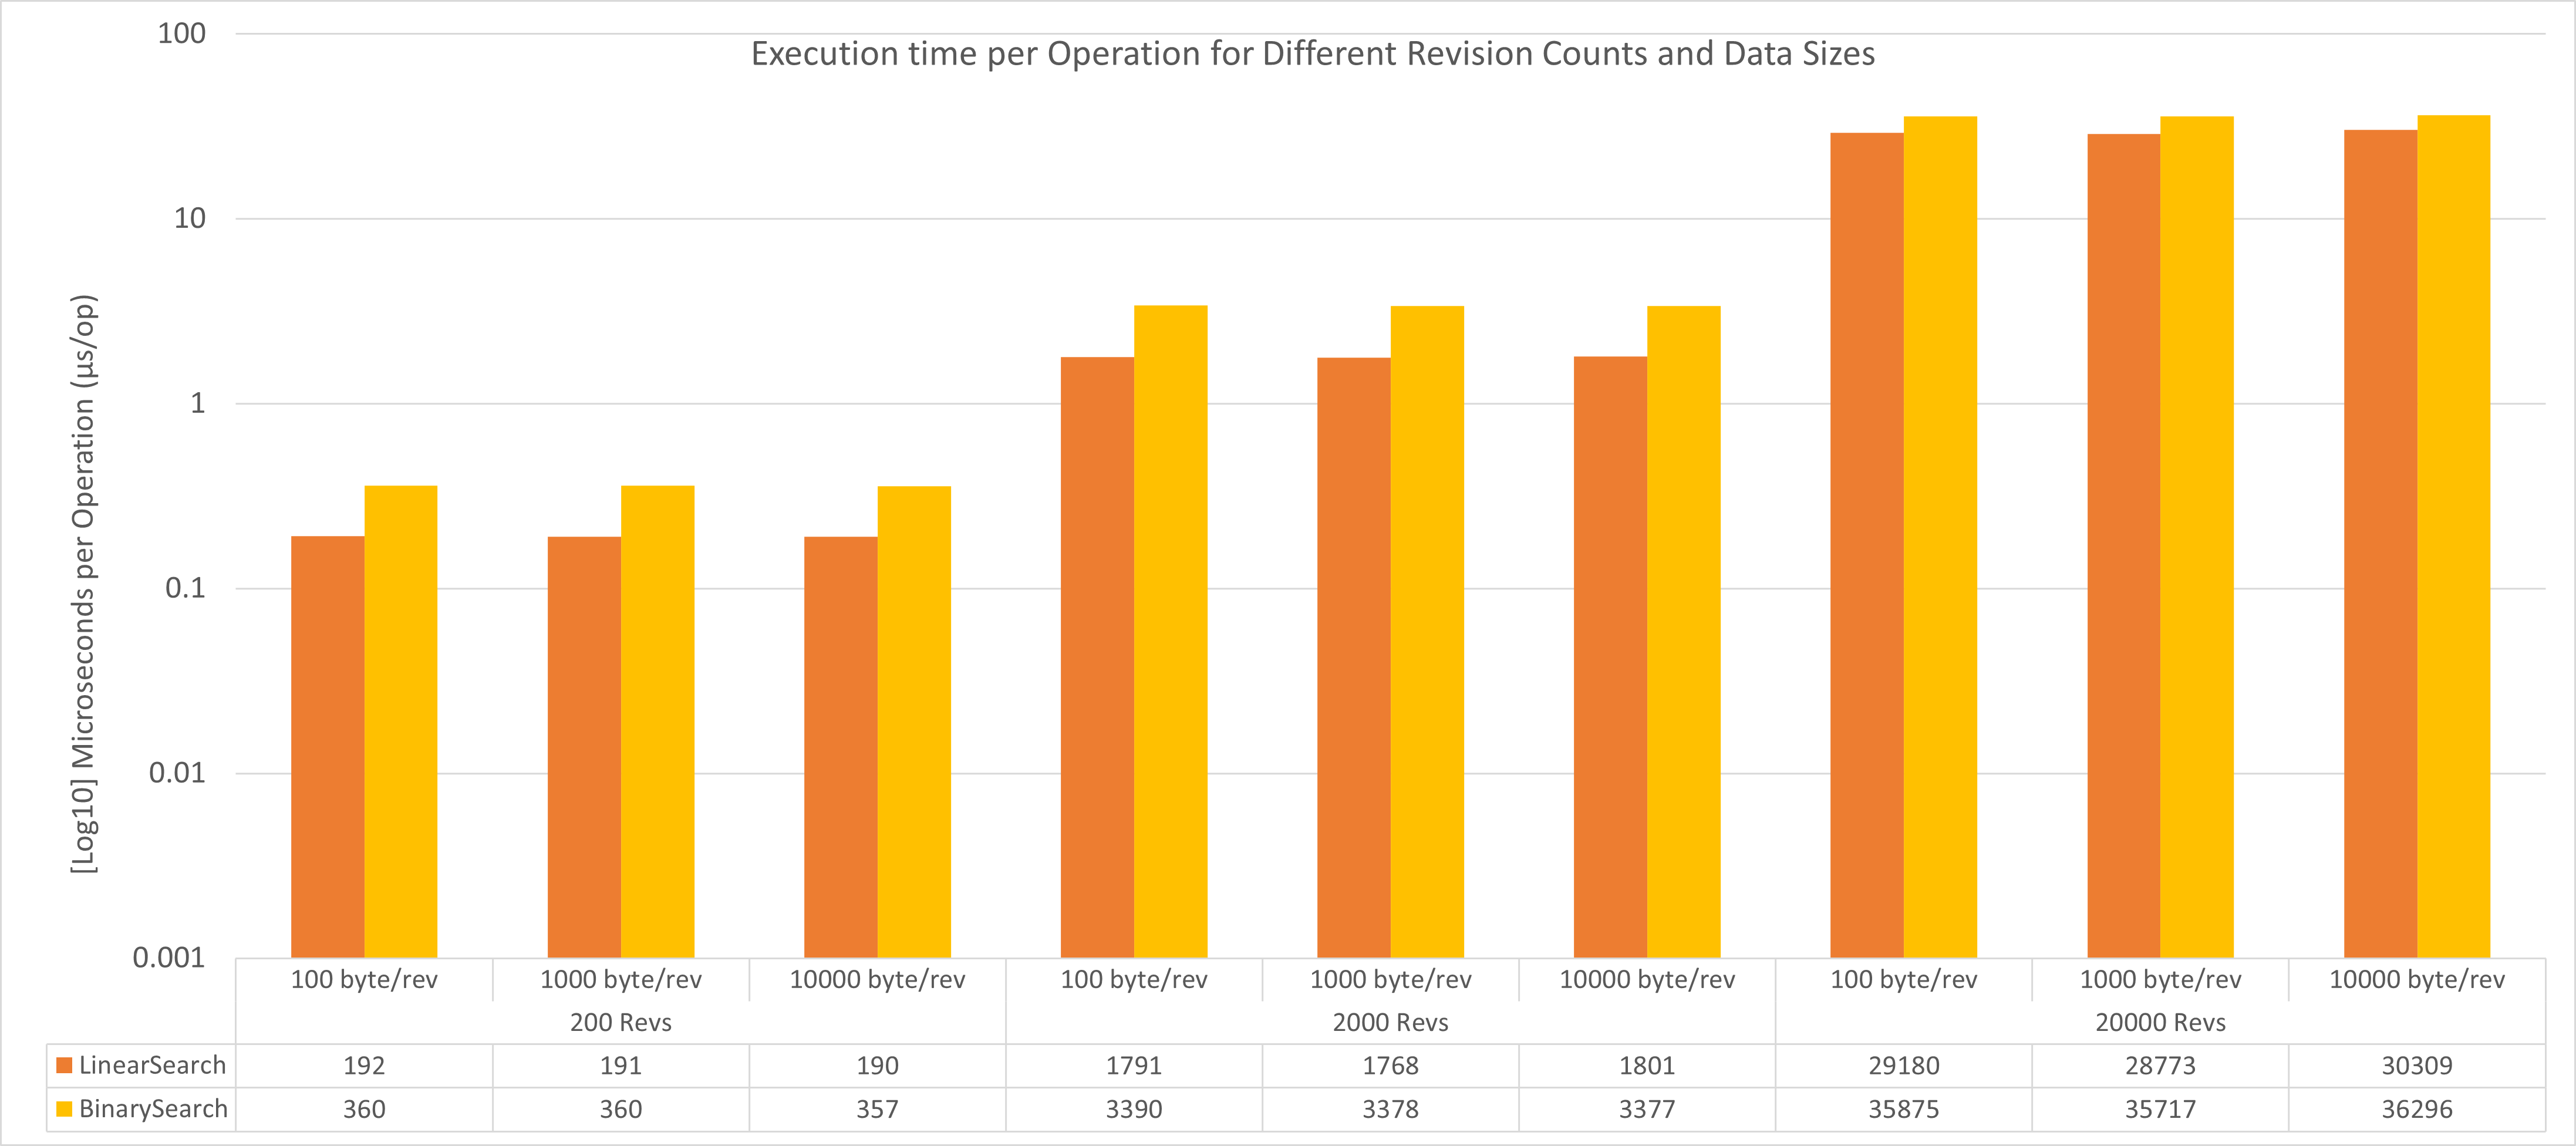 Execution time per Operation for Different Revision Counts and Data Sizes
[Log10] Microseconds per Operation (µs/op)
100
10
1
0.1
0.01
0.001
100 byte/rev 1000 byte/rev 10000 byte/rev 100 byte/rev 1000 byte/rev 10000 byte/rev 100 byte/rev 1000 byte/rev 10000 byte/rev
200 Revs 2000 Revs 20000 Revs
LinearSearch 192 191 190 1791 1768 1801 29180 28773 30309
BinarySearch 360 360 357 3390 3378 3377 35875 35717 36296